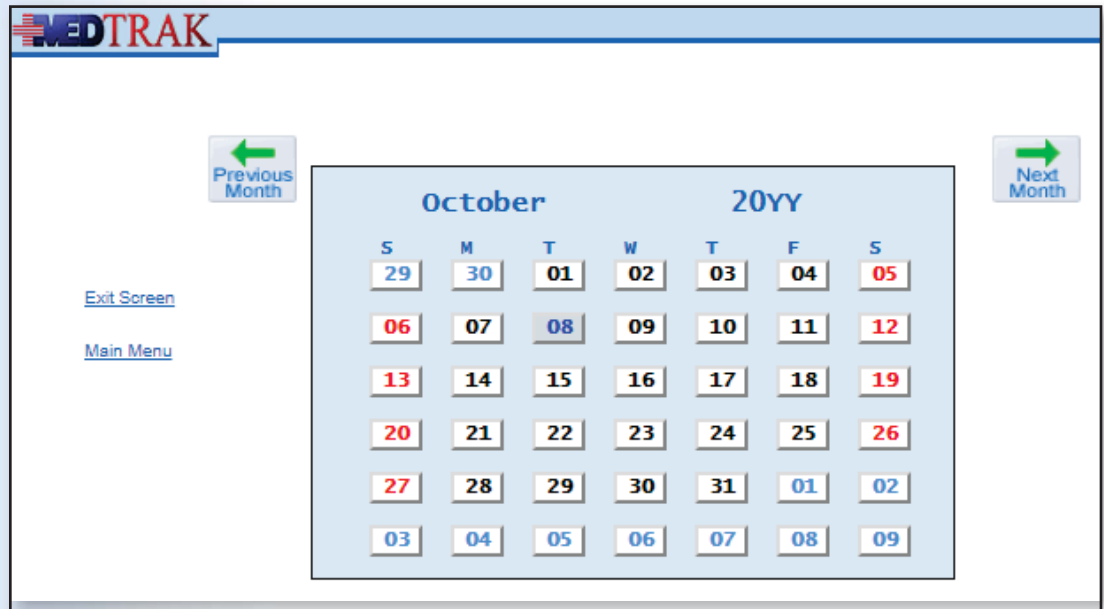 MEDTRAK
Previous
Month
Next
Month
October 20YY
S M T W T F S
29 30 01 02 03 04 05
Exit Screen
06 07 08 09 10 11 12
Main Menu
13 14 15 16 17 18 19
20 21 22 23 24 25 26
27 28 29 30 31 01 02
03 04 05 06 07 08 09